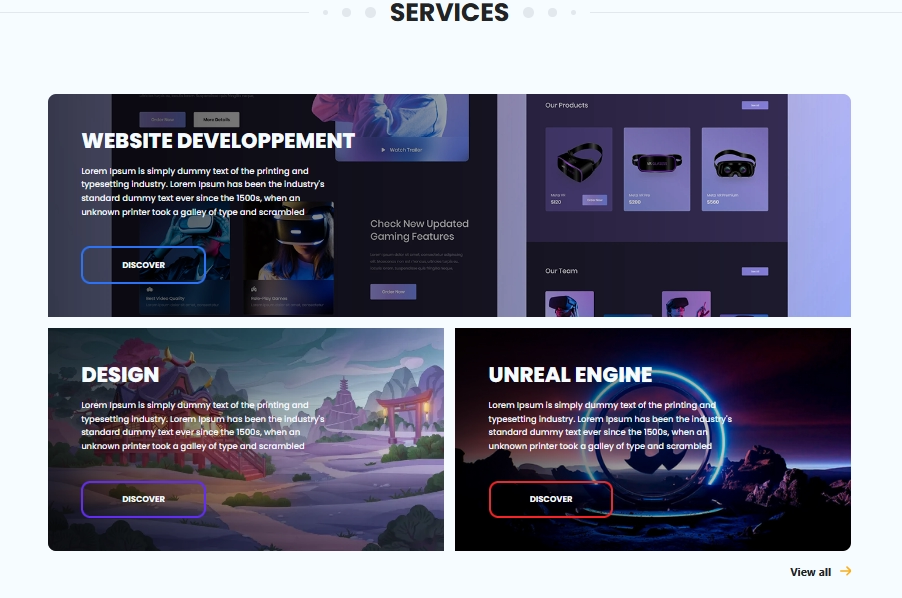 SERVICES
Order Now
More Details
Watch Trailer
WEBSITE DEVELOPPEMENT
Lorem Ipsum is simply dummy text of the printing and
typesetting industry. Lorem Ipsum has been the industry's
standard dummy text ever since the 1500s, when an
unknown printer took a galley of type and scrambled
DISCOVER
Best Video Quality
Role-Play Games
Check New Updated
Gaming Features
Order Now
Our Products
$120
$299
$560
Our Team
DESIGN
Lorem Ipsum is simply dummy text of the printing and
typesetting industry. Lorem Ipsum has been the industry's
standard dummy text ever since the 1500s, when an
unknown printer took a galley of type and scrambled
DISCOVER
UNREAL ENGINE
Lorem Ipsum is simply dummy text of the printing and
typesetting industry. Lorem Ipsum has been the industry's
standard dummy text ever since the 1500s, when an
unknown printer took a galley of type and scrambled
DISCOVER
View all